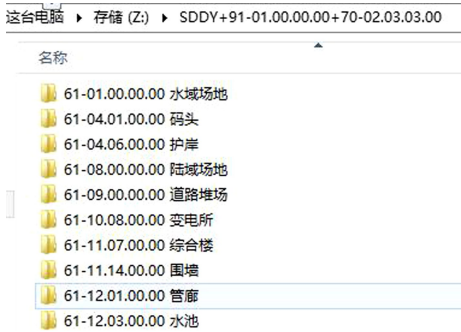 这台电脑 › 存储 (Z:) › SDDY+91-01.00.00.00+70-02.03.03.00
名称
61-01.00.00.00 水域场地
61-04.01.00.00 码头
61-04.06.00.00 护岸
61-08.00.00.00 陆域场地
61-09.00.00.00 道路堆场
61-10.08.00.00 变电所
61-11.07.00.00 综合楼
61-11.14.00.00 围墙
61-12.01.00.00 管廊
61-12.03.00.00 水池